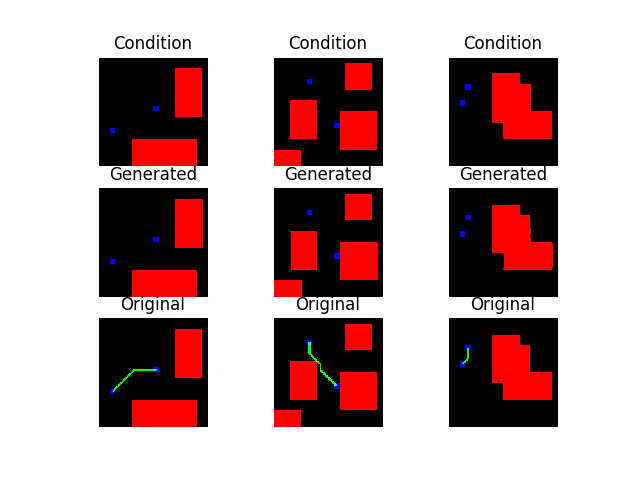 Condition Condition Condition
Generated Generated Generated
Original Original Original